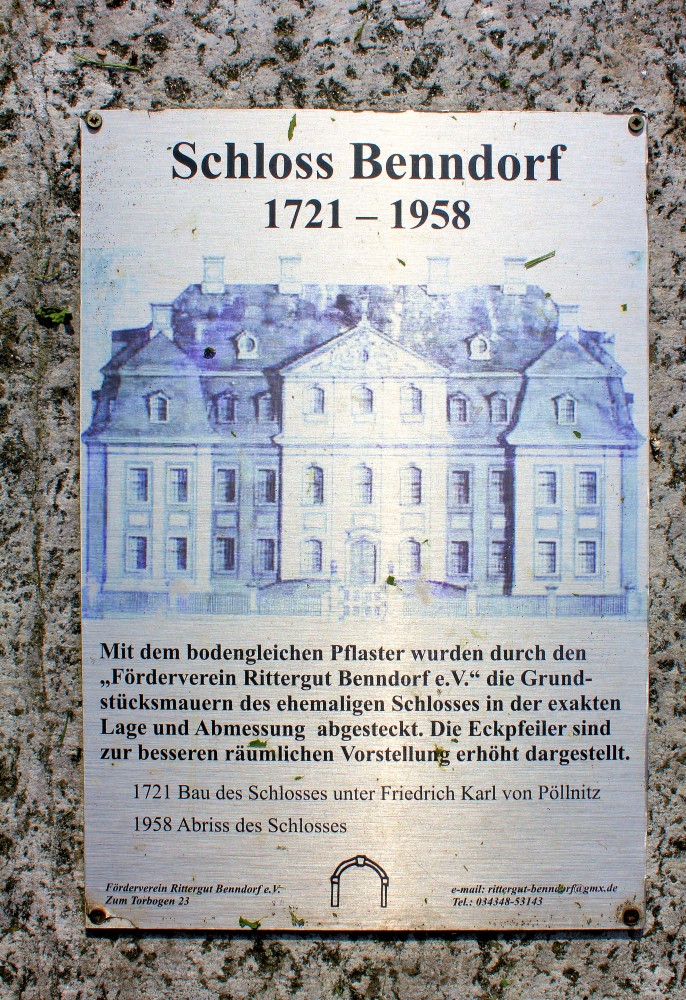 Schloss Benndorf
1721 – 1958
Mit dem bodengleichen Pflaster wurden durch den
„Förderverein Rittergut Benndorf e.V.“ die Grund-
stücksmauern des ehemaligen Schlosses in der exakten
Lage und Abmessung abgesteckt. Die Eckpfeiler sind
zur besseren räumlichen Vorstellung erhöht dargestellt.
1721 Bau des Schlosses unter Friedrich Karl von Pöllnitz
1958 Abriss des Schlosses
Förderverein Rittergut Benndorf e.V.
Zum Torbogen 23
e-mail: rittergut-benndorf@gmx.de
Tel.: 034348-53143